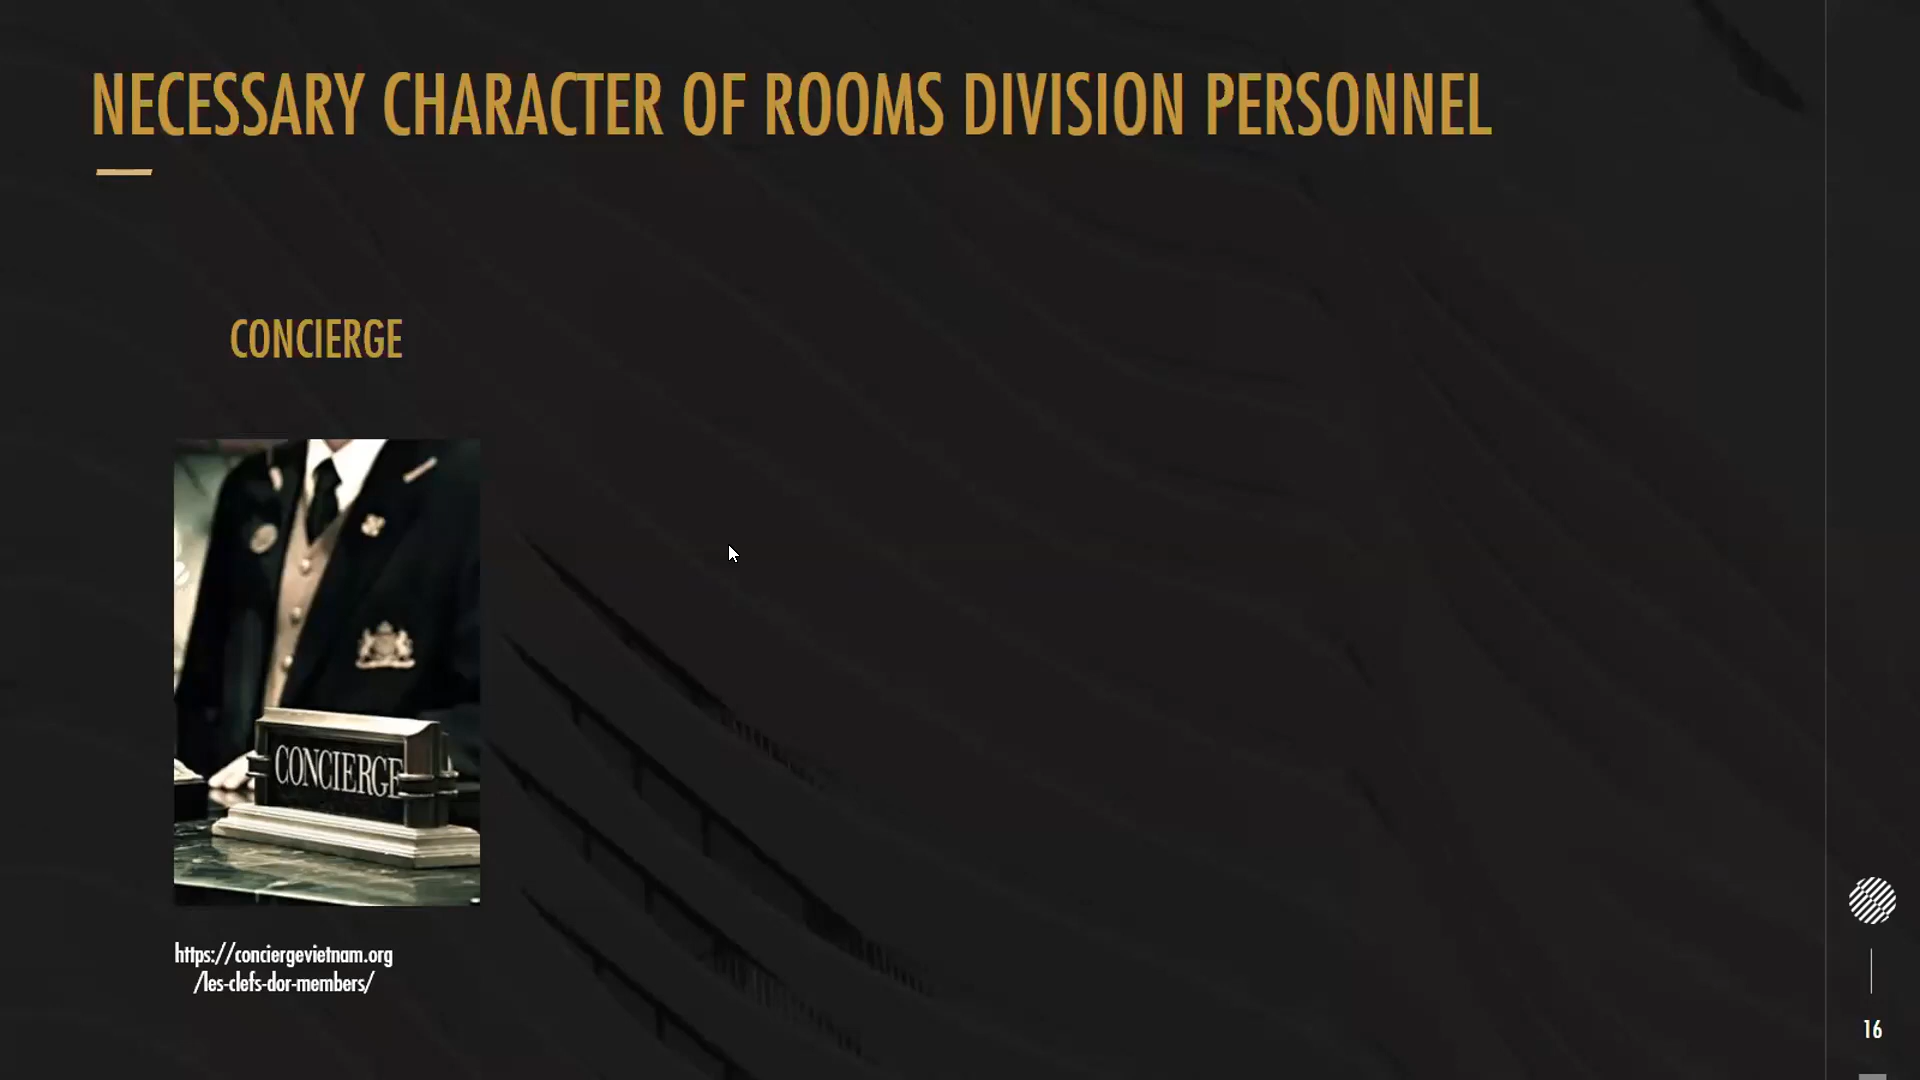 NECESSARY CHARACTER OF ROOMS DIVISION PERSONNEL
CONCIERGE
CONCIERGE
https://conciergevietnam.org
/les-clefs-dor-members/
16